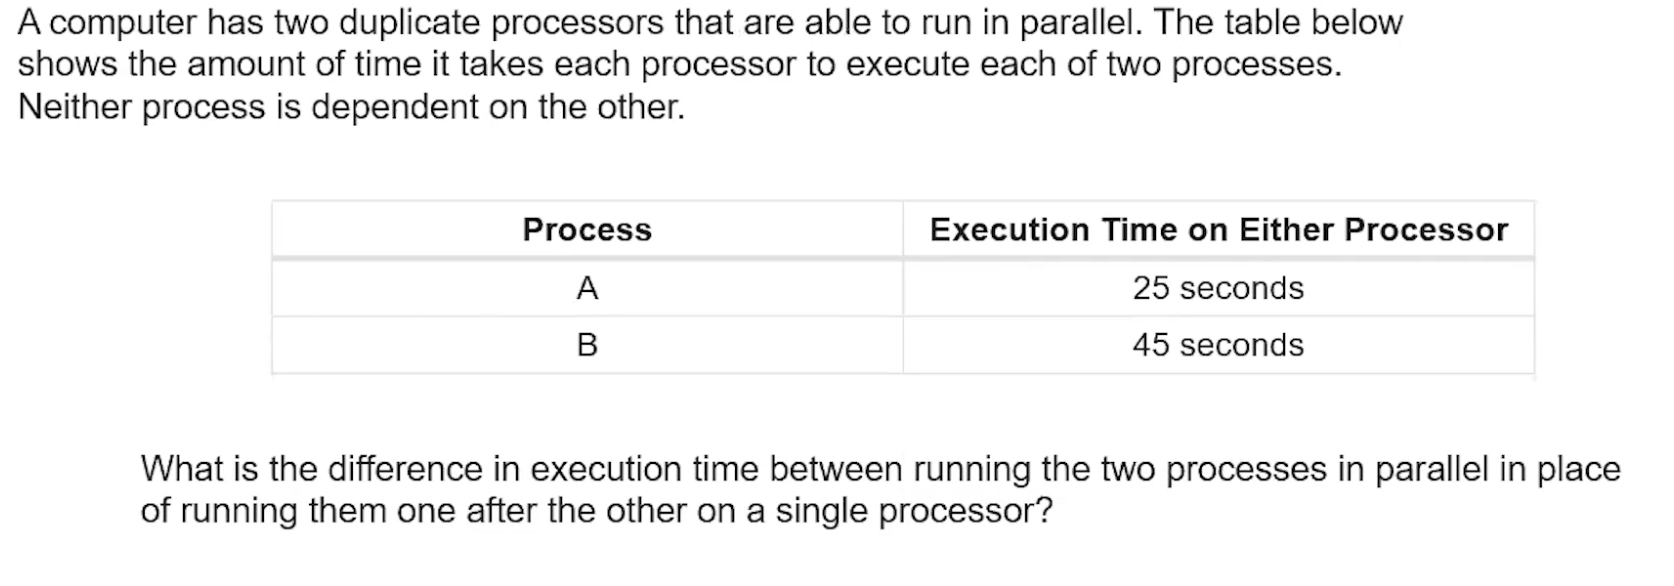 A computer has two duplicate processors that are able to run in parallel. The table below
shows the amount of time it takes each processor to execute each of two processes.
Neither process is dependent on the other.
Process Execution Time on Either Processor
A 25 seconds
B 45 seconds
What is the difference in execution time between running the two processes in parallel in place
of running them one after the other on a single processor?